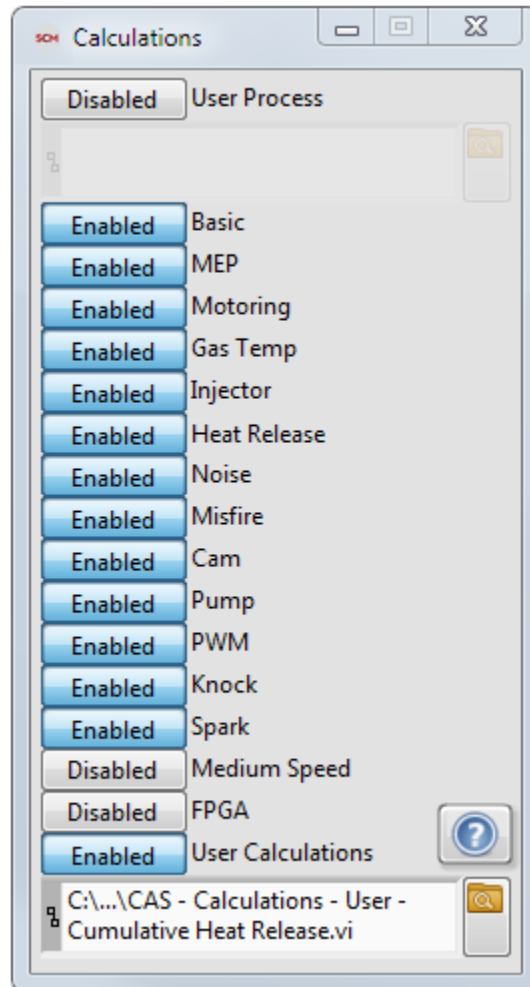 SCM Calculations
Disabled User Process
Enabled Basic
Enabled MEP
Enabled Motoring
Enabled Gas Temp
Enabled Injector
Enabled Heat Release
Enabled Noise
Enabled Misfire
Enabled Cam
Enabled Pump
Enabled PWM
Enabled Knock
Enabled Spark
Disabled Medium Speed
Disabled FPGA
Enabled User Calculations
?
C:\...\CAS - Calculations - User -
Cumulative Heat Release.vi